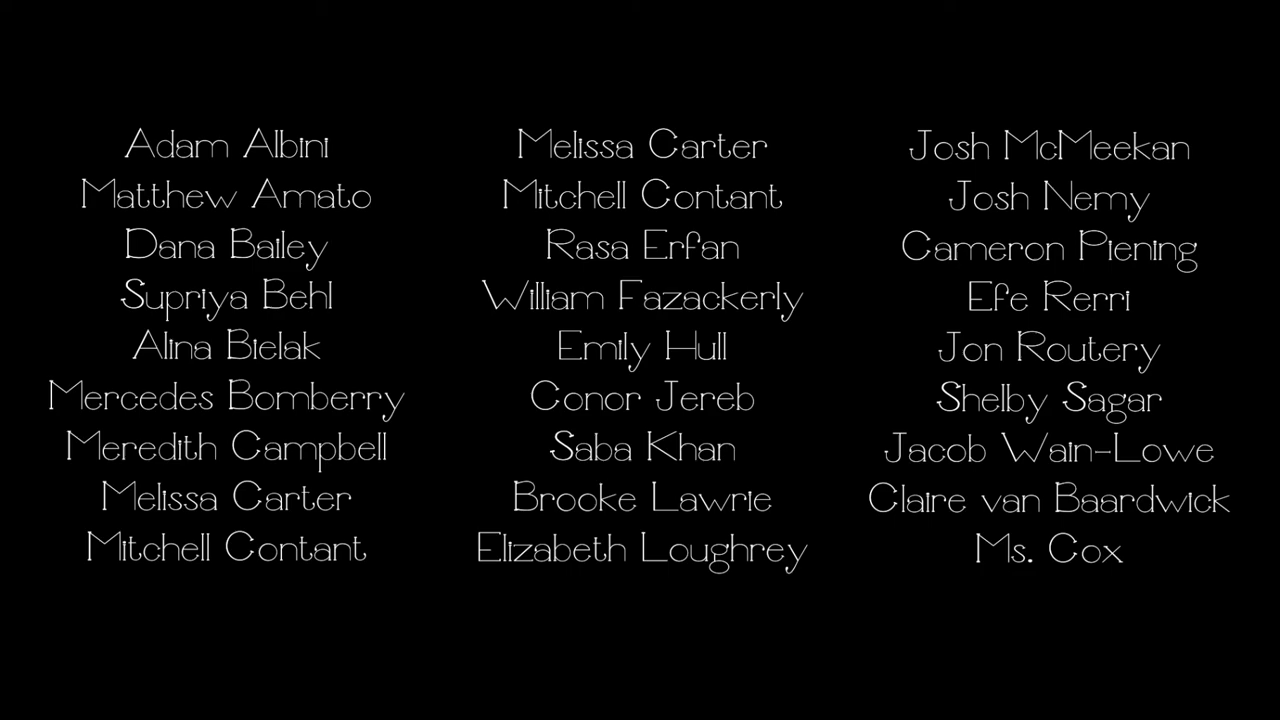 Adam Albini
Matthew Amato
Dana Bailey
Supriya Behl
Alina Bielak
Mercedes Bomberry
Meredith Campbell
Melissa Carter
Mitchell Contant
Melissa Carter
Mitchell Contant
Rasa Erfan
William Fazackerly
Emily Hull
Conor Jereb
Saba Khan
Brooke Lawrie
Elizabeth Loughrey
Josh McMeekan
Josh Nemy
Cameron Piening
Efe Rerri
Jon Routery
Shelby Sagar
Jacob Wain-Lowe
Claire van Baardwick
Ms. Cox